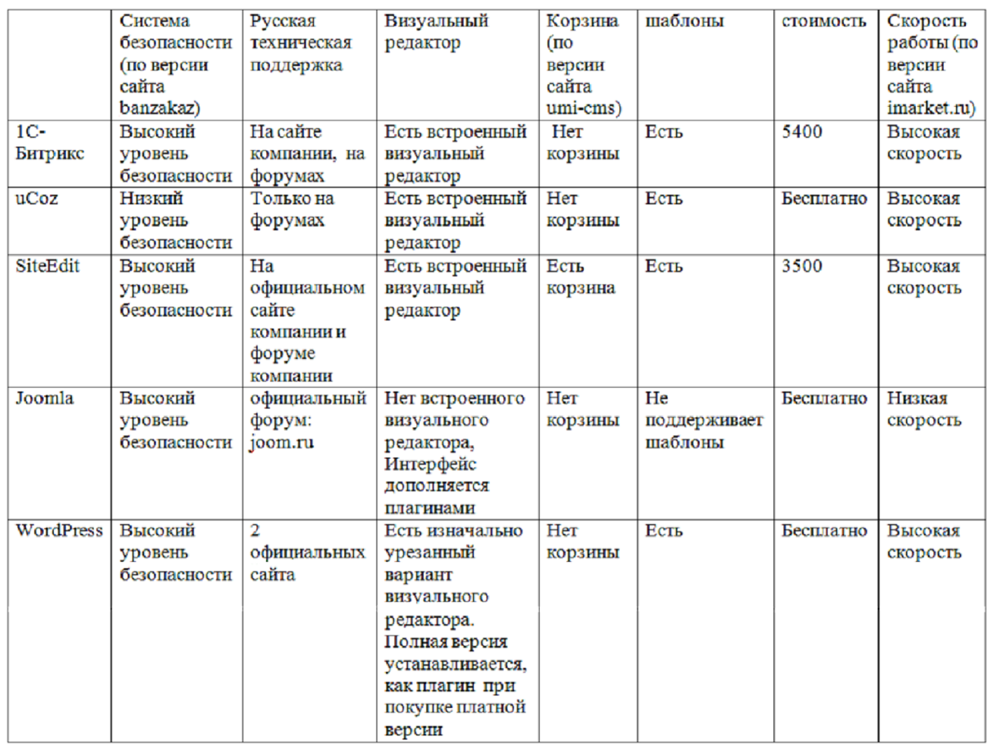 Система
безопасности
(по версии
сайта
banzakaz)
Русская
техническая
поддержка
Визуальный
редактор
Корзина
(по
версии
сайта
umi-cms)
шаблоны
стоимость
Скорость
работы (по
версии
сайта
imarket.ru)
1С-
Битрикс
Высокий
уровень
безопасности
На сайте
компании, на
форумах
Есть встроенный
визуальный
редактор
Нет
корзины
Есть
5400
Высокая
скорость
uCoz
Низкий
уровень
безопасности
Только на
форумах
Есть встроенный
визуальный
редактор
Нет
корзины
Есть
Бесплатно
Высокая
скорость
SiteEdit
Высокий
уровень
безопасности
На
официальном
сайте
компании и
форуме
компании
Есть встроенный
визуальный
редактор
Есть
корзина
Есть
3500
Высокая
скорость
Joomla
Высокий
уровень
безопасности
официальный
форум:
joom.ru
Нет встроенного
визуального
редактора,
Интерфейс
дополняется
плагинами
Нет
корзины
Не
поддерживает
шаблоны
Бесплатно
Низкая
скорость
WordPress
Высокий
уровень
безопасности
2
официальных
сайта
Есть изначально
урезанный
вариант
визуального
редактора.
Полная версия
устанавливается,
как плагин при
покупке платной
версии
Нет
корзины
Есть
Бесплатно
Высокая
скорость